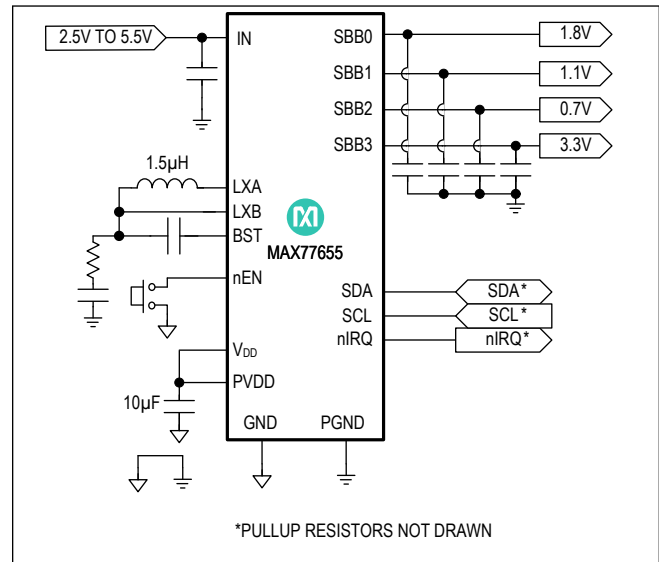 2.5V TO 5.5V
IN
SBB0
1.8V
SBB1
1.1V
SBB2
0.7V
SBB3
3.3V
1.5µH
LXA
LXB
BST
MAX77655
nEN
SDA
SDA*
SCL
SCL*
nIRQ
nIRQ*
VDD
PVDD
10µF
GND
PGND
*PULLUP RESISTORS NOT DRAWN